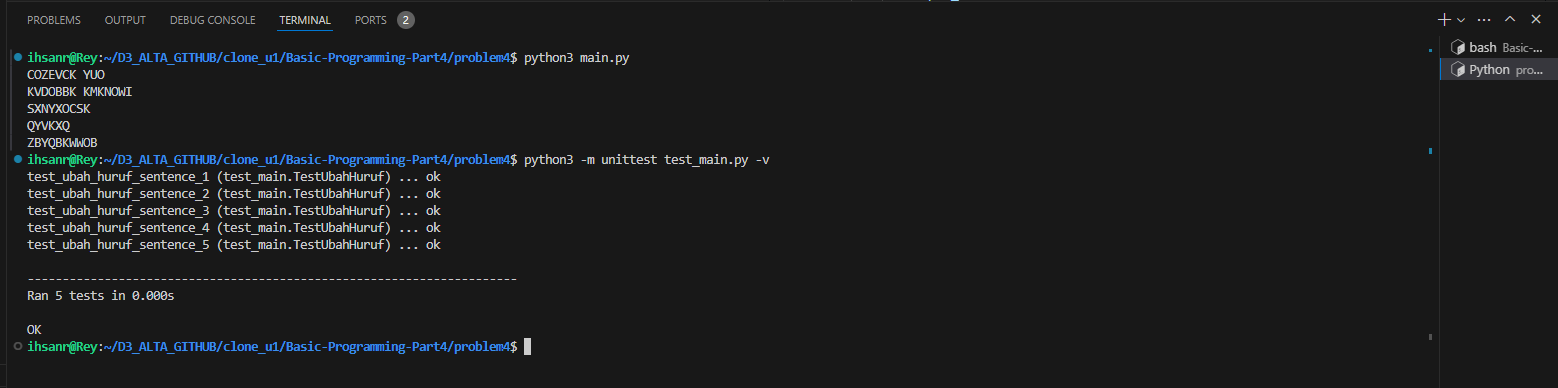 PROBLEMS OUTPUT DEBUG CONSOLE TERMINAL PORTS 2
ihsanr@Rey:~/D3_ALTA_GITHUB/clone_u1/Basic-Programming-Part4/problem4$ python3 main.py
COZEVCK YUO
KVDOBBK KMKNOWI
SXNYXOCSK
QYVKXQ
ZBYQBKWWOB
ihsanr@Rey:~/D3_ALTA_GITHUB/clone_u1/Basic-Programming-Part4/problem4$ python3 -m unittest test_main.py -v
test_ubah_huruf_sentence_1 (test_main.TestUbahHuruf) ... ok
test_ubah_huruf_sentence_2 (test_main.TestUbahHuruf) ... ok
test_ubah_huruf_sentence_3 (test_main.TestUbahHuruf) ... ok
test_ubah_huruf_sentence_4 (test_main.TestUbahHuruf) ... ok
test_ubah_huruf_sentence_5 (test_main.TestUbahHuruf) ... ok
----------------------------------------------------------------------
Ran 5 tests in 0.000s
OK
ihsanr@Rey:~/D3_ALTA_GITHUB/clone_u1/Basic-Programming-Part4/problem4$
bash Basic-...
Python pro...